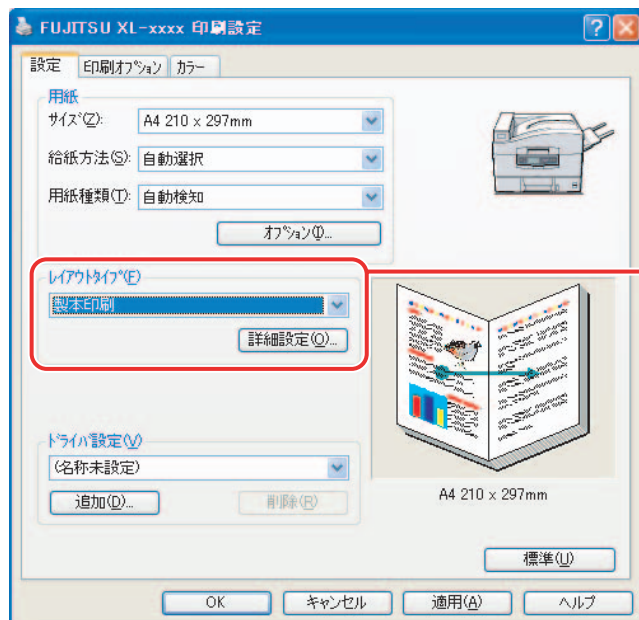 FUJITSU XL-xxxx 印刷設定
設定 印刷オプション カラー
用紙
サイズ(Z): A4 210 x 297mm
給紙方法(S): 自動選択
用紙種類(T): 自動検知
オプション(I)...
レイアウトタイプ(F)
製本印刷
詳細設定(O)...
ドライバ設定(V)
(名称未設定)
追加(D)... 削除(R)
A4 210 x 297mm
標準(U)
OK キャンセル 適用(A) ヘルプ